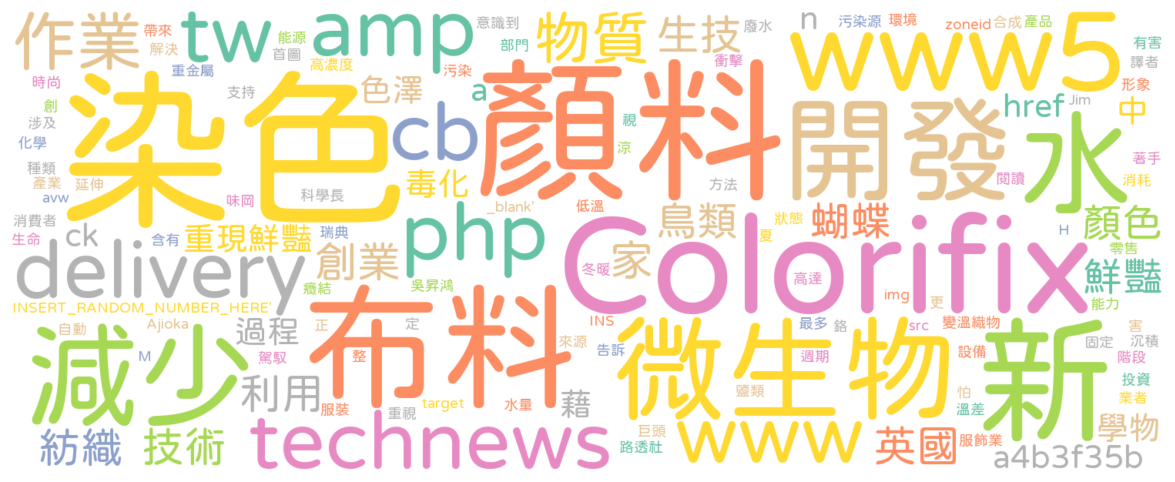 作業
帶來
解決
重金屬
tw
能源
首圖
高濃度
amp
意識到
部門
污染
物質
生技
廢水
衝擊
www5
n
污染源
環境
zoneid
合成
產品
有害
譯者
形象
時尚
創
涉及
化學
種類
產業
延伸
avw
支持
染色
色澤
cb
毒化
a
顏料
視
涼
開發
href
Jim
中
水
著手
閱讀
消耗
味岡
科學長
_blank'
低溫
方法
消費者
生命
ck
含有
重現鮮豔
瑞典
php
鳥類
狀態
蝴蝶
H
顏色
零售
delivery
創業
癥結
吳昇鴻
Colorifix
家
冬暖
夏
高達
鮮豔
能力
INSERT_RANDOM_NUMBER_HERE'
img
更
自動
Ajioka
過程
正
定
布料
來源
INS
告訴
最多
鉻
src
變溫織物
害
沉積
固定
階段
減少
M
駕馭
整
微生物
週期
設備
新
投資
業者
利用
服裝
重視
target
水量
藉
鹽類
怕
溫差
紡織
技術
technews
巨頭
路透社
www
英國
服飾業
學物
a4b3f35b